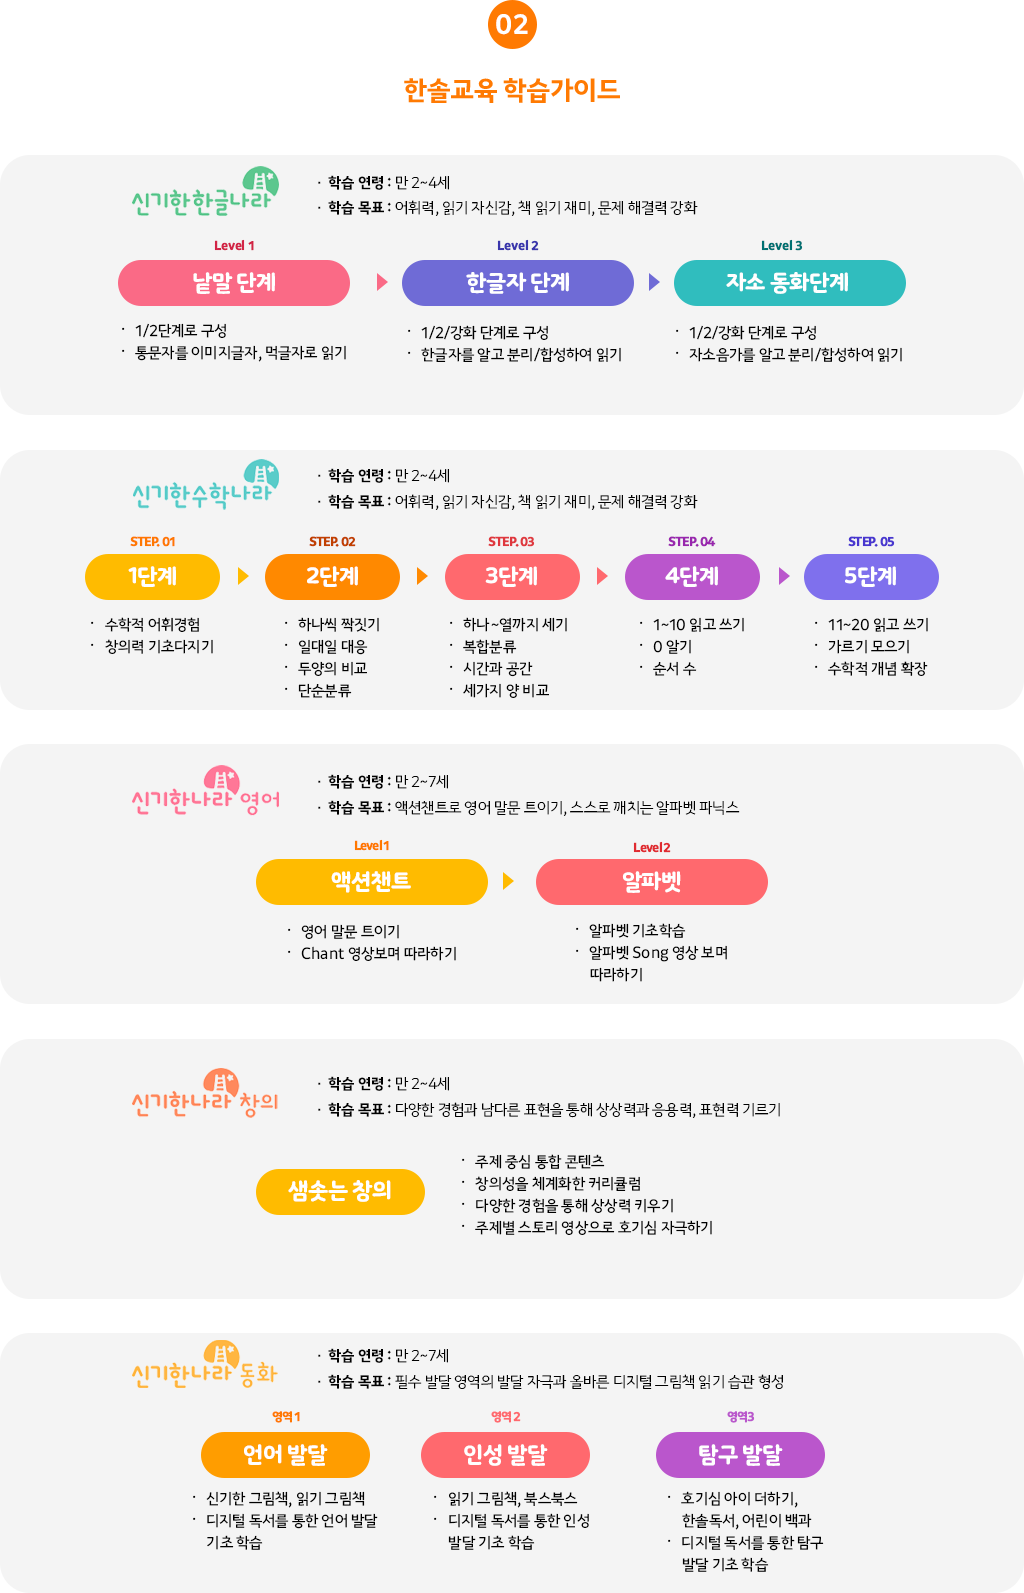 02
한솔교육 학습가이드
신기한한글나라
· 학습 연령 : 만 2~4세
· 학습 목표 : 어휘력, 읽기 자신감, 책 읽기 재미, 문제 해결력 강화
Level 1
낱말 단계
· 1/2단계로 구성
· 통문자를 이미지글자, 먹글자로 읽기
Level 2
한글자 단계
· 1/2/강화 단계로 구성
· 한글자를 알고 분리/합성하여 읽기
Level 3
자소 동화단계
· 1/2/강화 단계로 구성
· 자소음가를 알고 분리/합성하여 읽기
신기한수학나라
· 학습 연령 : 만 2~4세
· 학습 목표 : 어휘력, 읽기 자신감, 책 읽기 재미, 문제 해결력 강화
STEP. 01
1단계
· 수학적 어휘경험
· 창의력 기초다지기
STEP. 02
2단계
· 하나씩 짝짓기
· 일대일 대응
· 두양의 비교
· 단순분류
STEP. 03
3단계
· 하나~열까지 세기
· 복합분류
· 시간과 공간
· 세가지 양 비교
STEP. 04
4단계
· 1~10 읽고 쓰기
· 0 알기
· 순서 수
STEP. 05
5단계
· 11~20 읽고 쓰기
· 가르기 모으기
· 수학적 개념 확장
신기한나라 영어
· 학습 연령 : 만 2~7세
· 학습 목표 : 액션챈트로 영어 말문 트이기, 스스로 깨치는 알파벳 파닉스
Level 1
액션챈트
· 영어 말문 트이기
· Chant 영상보며 따라하기
Level 2
알파벳
· 알파벳 기초학습
· 알파벳 Song 영상 보며
따라하기
신기한나라 창의
· 학습 연령 : 만 2~4세
· 학습 목표 : 다양한 경험과 남다른 표현을 통해 상상력과 응용력, 표현력 기르기
샘솟는 창의
· 주제 중심 통합 콘텐츠
· 창의성을 체계화한 커리큘럼
· 다양한 경험을 통해 상상력 키우기
· 주제별 스토리 영상으로 호기심 자극하기
신기한나라 동화
· 학습 연령 : 만 2~7세
· 학습 목표 : 필수 발달 영역의 발달 자극과 올바른 디지털 그림책 읽기 습관 형성
영역 1
언어 발달
· 신기한 그림책, 읽기 그림책
· 디지털 독서를 통한 언어 발달
기초 학습
영역 2
인성 발달
· 읽기 그림책, 북스북스
· 디지털 독서를 통한 인성
발달 기초 학습
영역3
탐구 발달
· 호기심 아이 더하기,
한솔독서, 어린이 백과
· 디지털 독서를 통한 탐구
발달 기초 학습